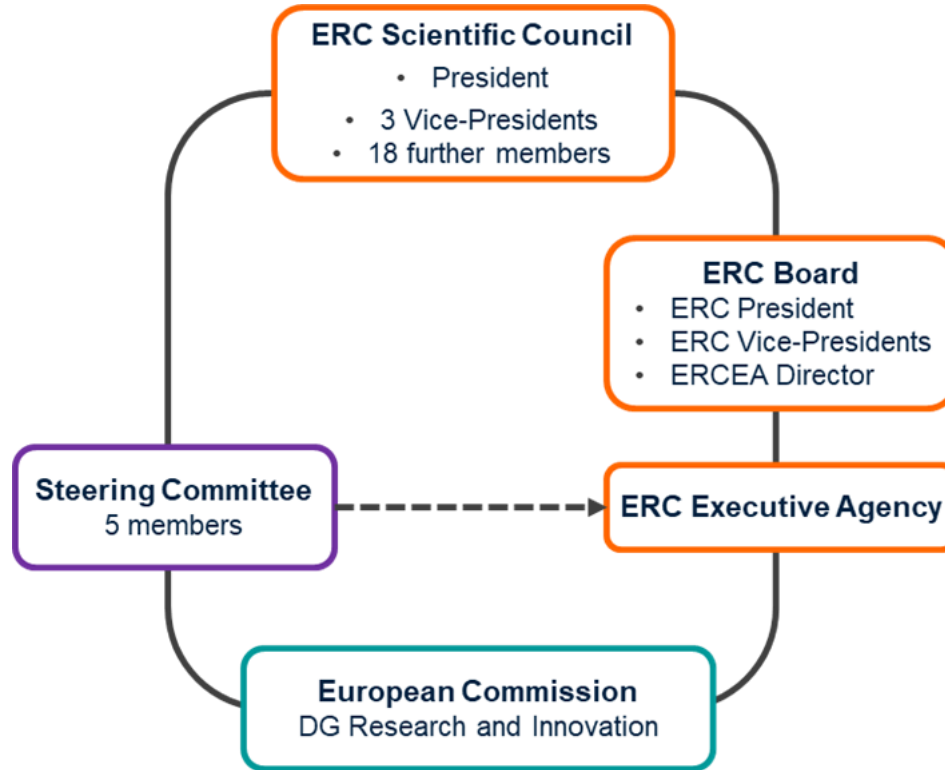 ERC Scientific Council
• President
• 3 Vice-Presidents
• 18 further members
ERC Board
• ERC President
• ERC Vice-Presidents
• ERCEA Director
Steering Committee
5 members
ERC Executive Agency
European Commission
DG Research and Innovation